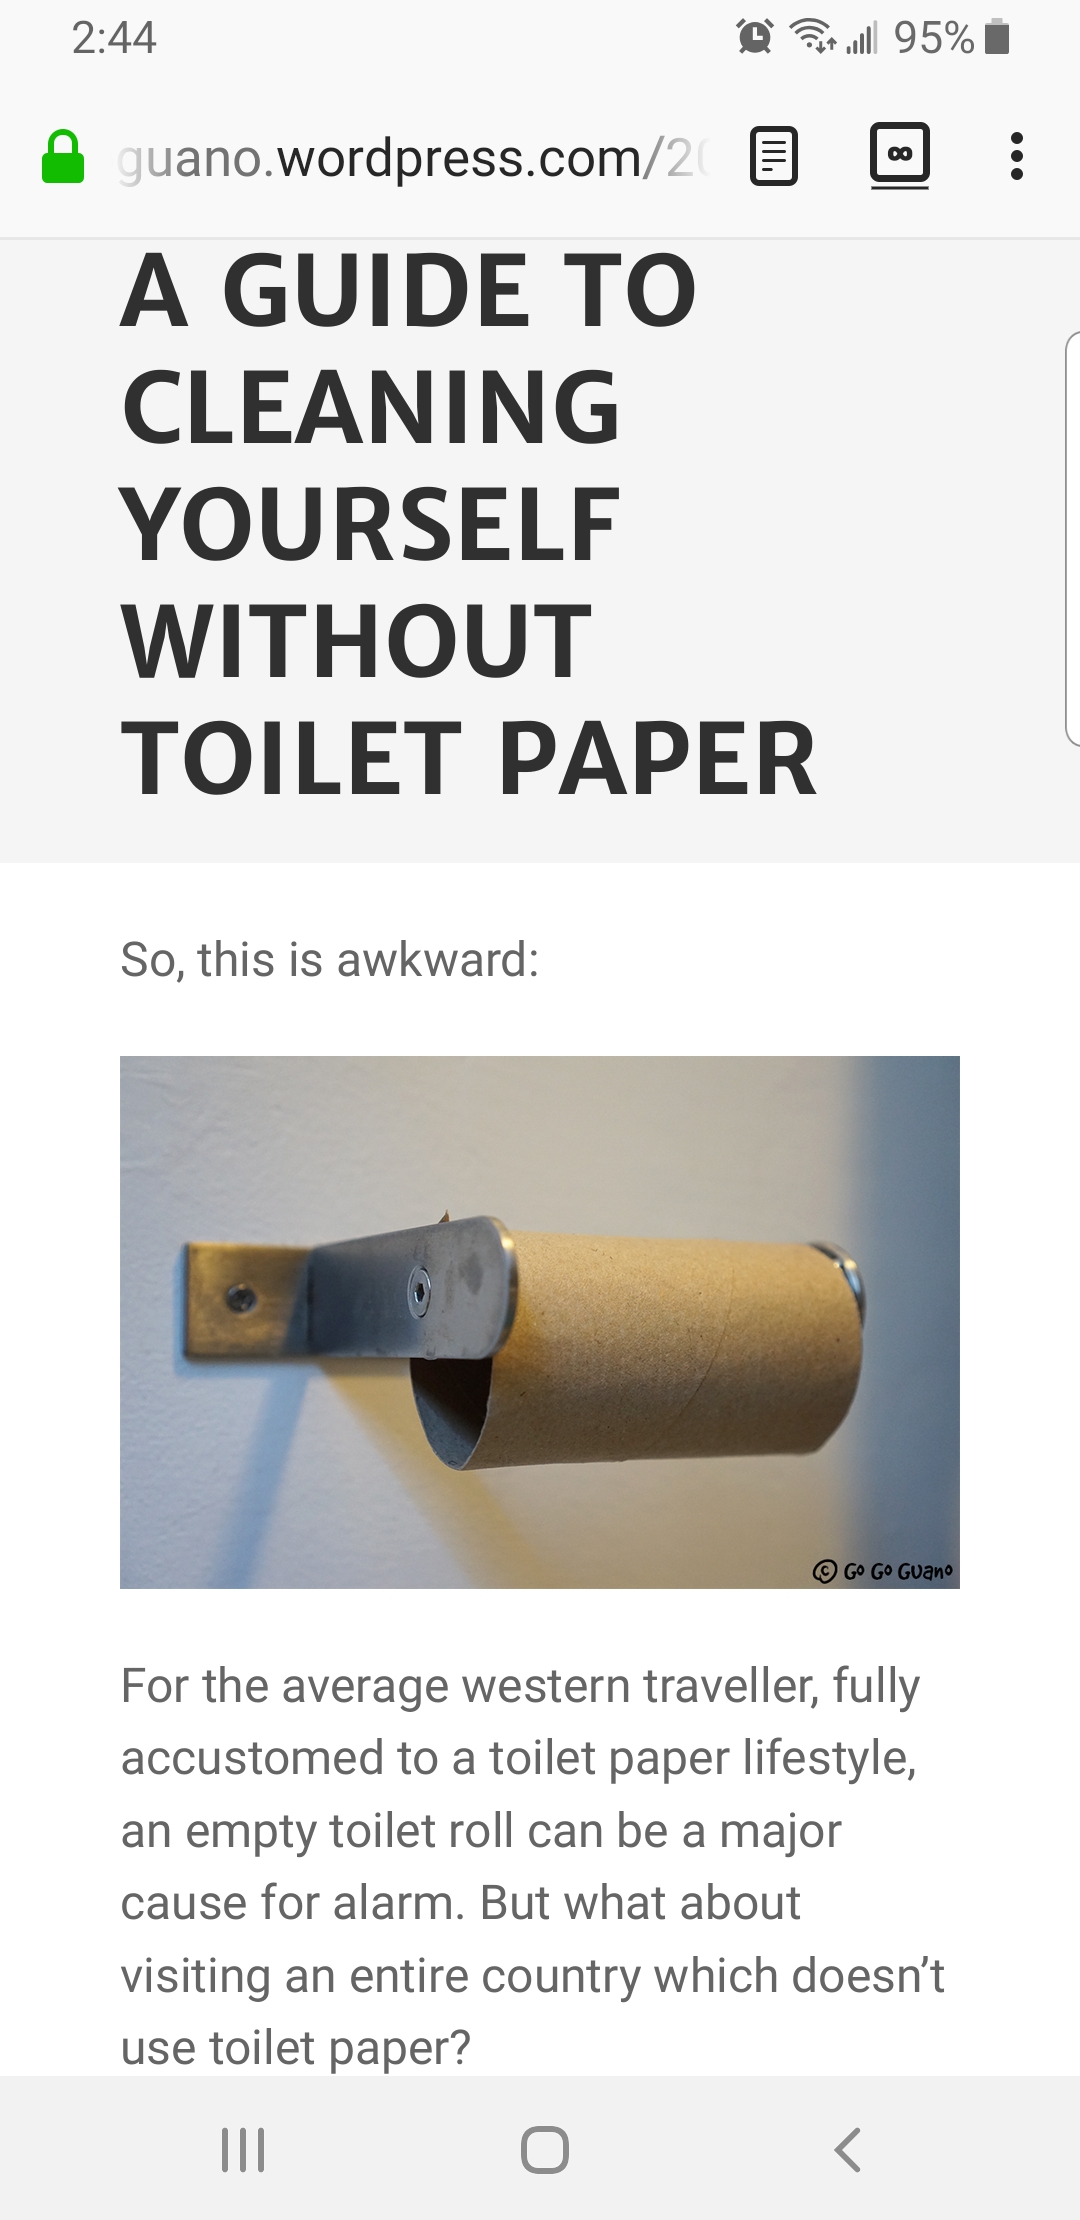 2:44
95%
guano.wordpress.com/20
∞
A GUIDE TO
CLEANING
YOURSELF
WITHOUT
TOILET PAPER
So, this is awkward:
© Go Go Guano
For the average western traveller, fully
accustomed to a toilet paper lifestyle,
an empty toilet roll can be a major
cause for alarm. But what about
visiting an entire country which doesn’t
use toilet paper?